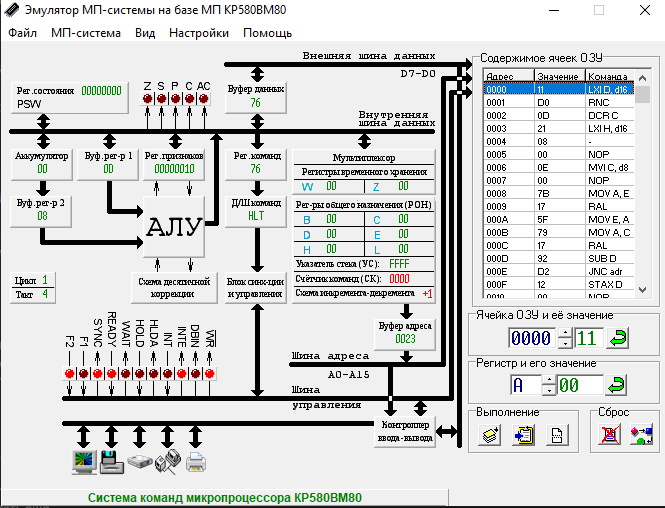 Эмулятор МП-системы на базе МП КР580ВМ80
Файл МП-система Вид Настройки Помощь
Внешняя шина данных
D7-D0
Рег.состояния 00000000
PSW
Z S P C AC
Буфер данных
76
Внутренняя
шина данных
Аккумулятор
00
Буф.рег-р 1
00
Рег.признаков
00000010
Рег.команд
76
Буф.рег-р 2
08
АЛУ
Д/Ш команд
HLT
Мультиплексор
Регистры временного хранения
W 00 Z 00
Рег-ры общего назначения (РОН)
B 00 C 00
D 00 E 00
H 00 L 00
Указатель стека (УС): FFFF
Счётчик команд (СК): 0000
Схема инкремента-декремента +1
Цикл 1
Такт 4
Схема десятичной
коррекции
Блок синх-ции
и управления
Буфер адреса
0023
F2 F1 SYNC READY WAIT HOLD HLDA INT INTE DBIN WR
Шина адреса
A0-A15
Шина
управления
Контроллер
ввода-вывода
Содержимое ячеек ОЗУ
Адрес Значение Команда
0000 11 LXI D, d16
0001 D0 RNC
0002 0D DCR C
0003 21 LXI H, d16
0004 08 -
0005 00 NOP
0006 0E MVI C, d8
0007 00 NOP
0008 7B MOV A, E
0009 17 RAL
000A 5F MOV E, A
000B 79 MOV A, C
000C 17 RAL
000D 92 SUB D
000E D2 JNC adr
000F 12 STAX D
0010 00 NOP
Ячейка ОЗУ и её значение
0000 11
Регистр и его значение
A 00
Выполнение
Сброс
Система команд микропроцессора КР580ВМ80